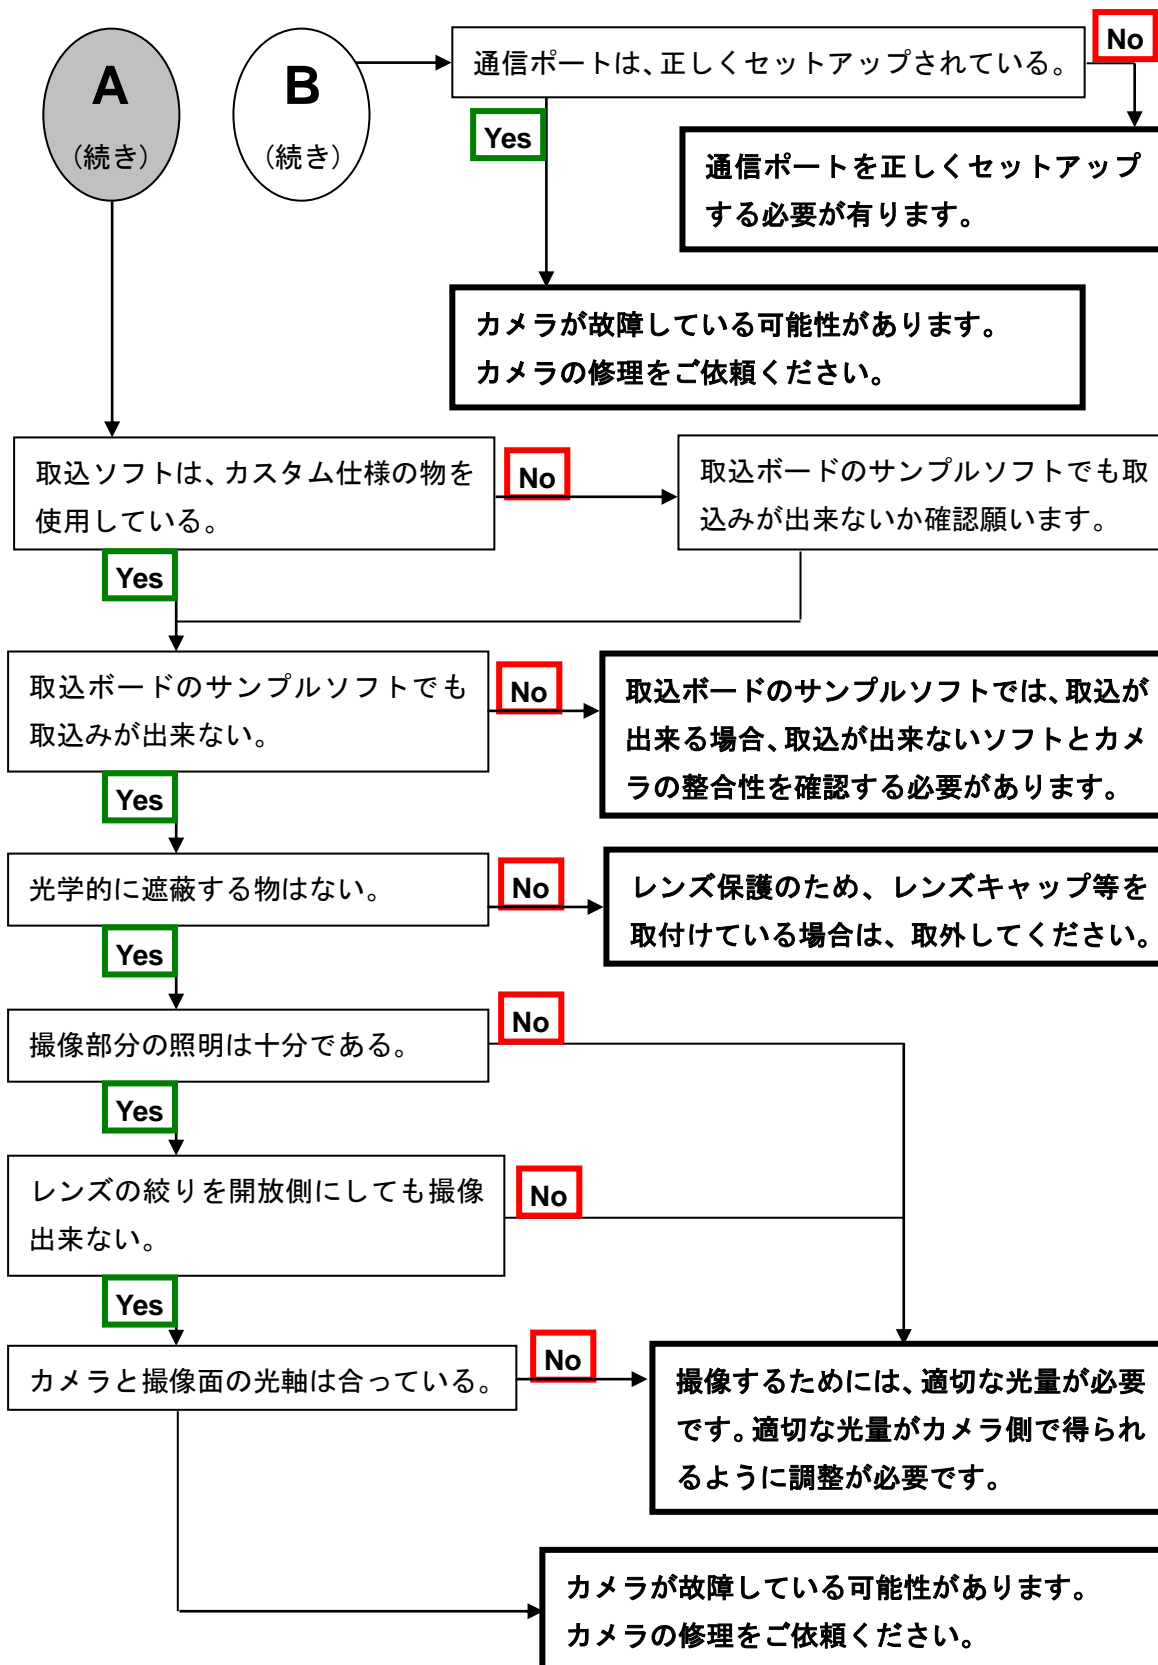 A
(続き)
B
(続き)
通信ポートは、正しくセットアップされている。
No
Yes
通信ポートを正しくセットアップ
する必要が有ります。
カメラが故障している可能性があります。
カメラの修理をご依頼ください。
取込ソフトは、カスタム仕様の物を
使用している。
No
取込ボードのサンプルソフトでも取
込みが出来ないか確認願います。
Yes
取込ボードのサンプルソフトでも
取込みが出来ない。
No
取込ボードのサンプルソフトでは、取込が
出来る場合、取込が出来ないソフトとカメ
ラの整合性を確認する必要があります。
Yes
光学的に遮蔽する物はない。
No
レンズ保護のため、レンズキャップ等を
取付けている場合は、取外してください。
Yes
撮像部分の照明は十分である。
No
Yes
レンズの絞りを開放側にしても撮像
出来ない。
No
Yes
カメラと撮像面の光軸は合っている。
No
撮像するためには、適切な光量が必要
です。適切な光量がカメラ側で得られ
るように調整が必要です。
カメラが故障している可能性があります。
カメラの修理をご依頼ください。